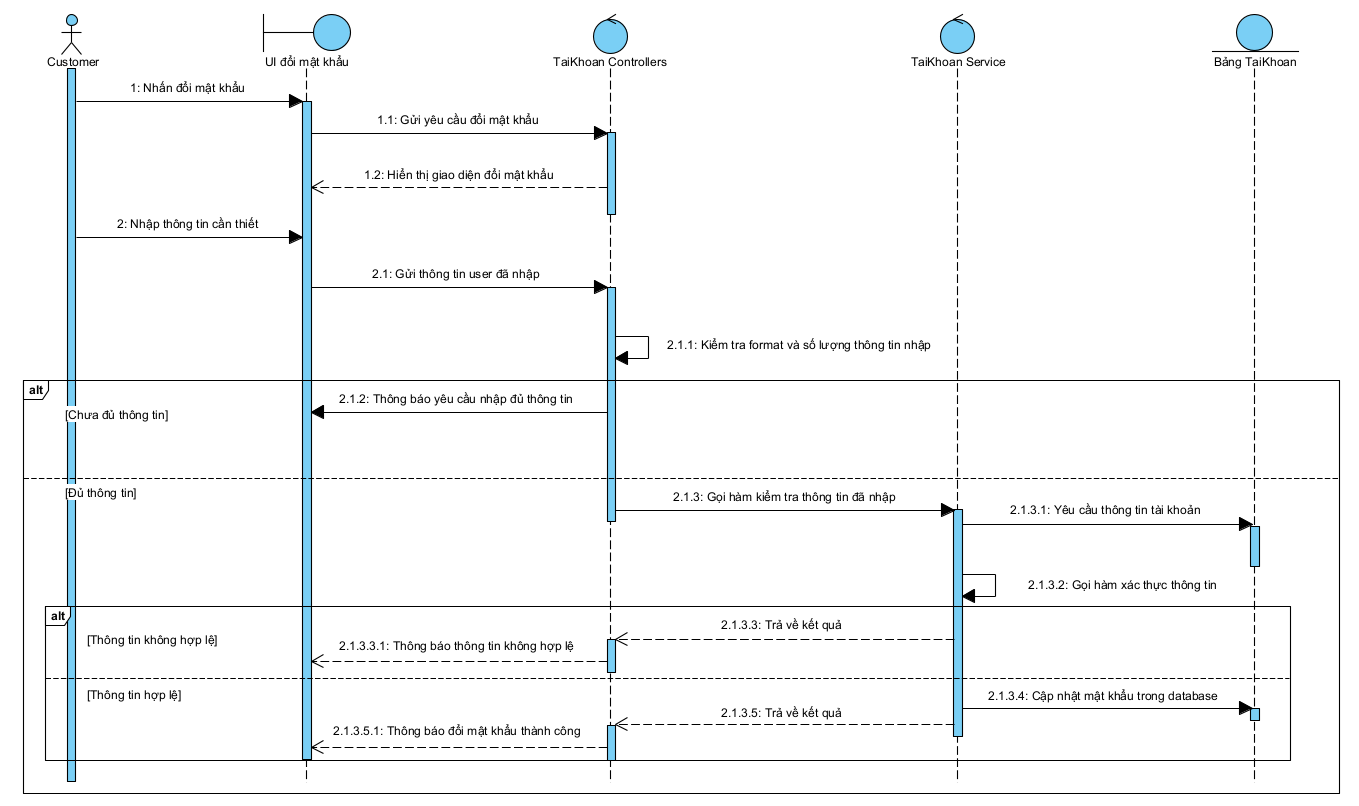 Customer
UI đổi mật khẩu
TaiKhoan Controllers
TaiKhoan Service
Bảng TaiKhoan
1: Nhấn đổi mật khẩu
1.1: Gửi yêu cầu đổi mật khẩu
1.2: Hiển thị giao diện đổi mật khẩu
2: Nhập thông tin cần thiết
2.1: Gửi thông tin user đã nhập
2.1.1: Kiểm tra format và số lượng thông tin nhập
alt
2.1.2: Thông báo yêu cầu nhập đủ thông tin
[Chưa đủ thông tin]
[Đủ thông tin]
2.1.3: Gọi hàm kiểm tra thông tin đã nhập
2.1.3.1: Yêu cầu thông tin tài khoản
2.1.3.2: Gọi hàm xác thực thông tin
alt
2.1.3.3: Trả về kết quả
[Thông tin không hợp lệ]
2.1.3.3.1: Thông báo thông tin không hợp lệ
[Thông tin hợp lệ]
2.1.3.4: Cập nhật mật khẩu trong database
2.1.3.5: Trả về kết quả
2.1.3.5.1: Thông báo đổi mật khẩu thành công